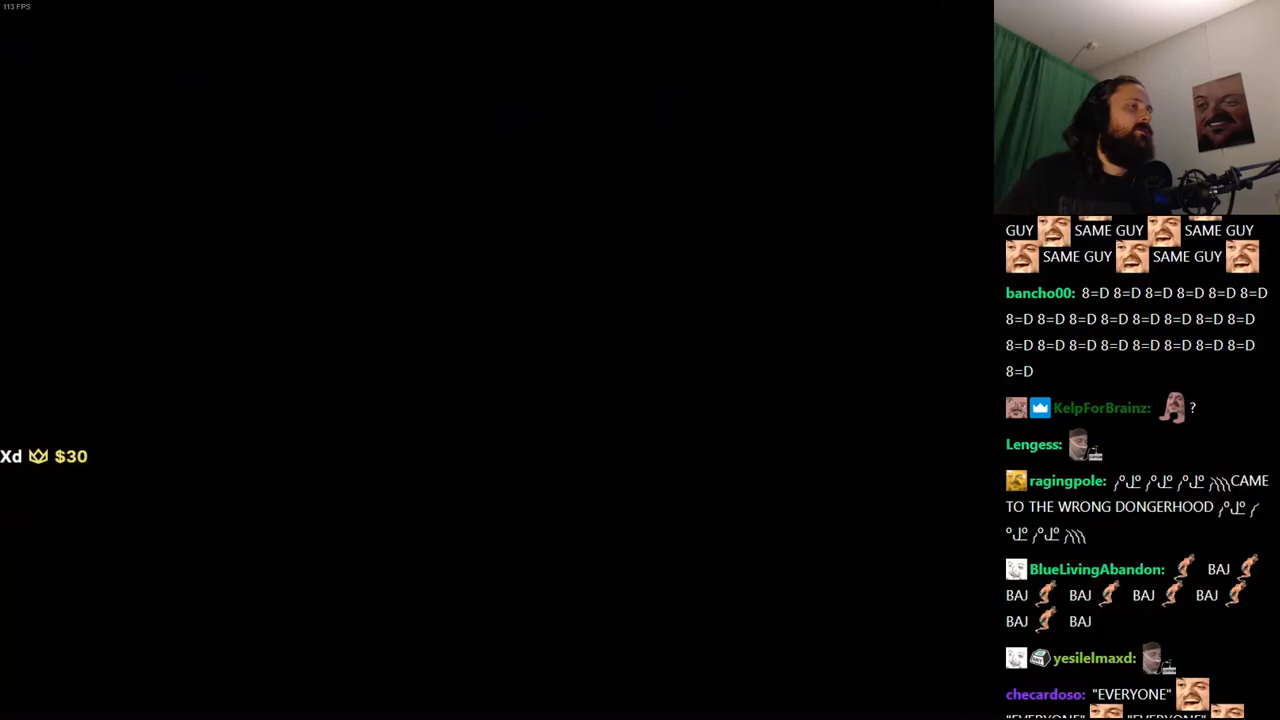 113 FPS
GUY SAME GUY SAME GUY
SAME GUY SAME GUY
bancho00: 8=D 8=D 8=D 8=D 8=D 8=D
8=D 8=D 8=D 8=D 8=D 8=D 8=D 8=D
8=D 8=D 8=D 8=D 8=D 8=D 8=D 8=D
8=D
KelpForBrainz: ?
Xd $30
Lengess:
ragingpole: CAME
TO THE WRONG DONGERHOOD
BlueLivingAbandon: BAJ
BAJ BAJ BAJ BAJ
BAJ BAJ
yesilelmaxd:
checardoso: "EVERYONE"
"EVERYONE" "EVERYONE"